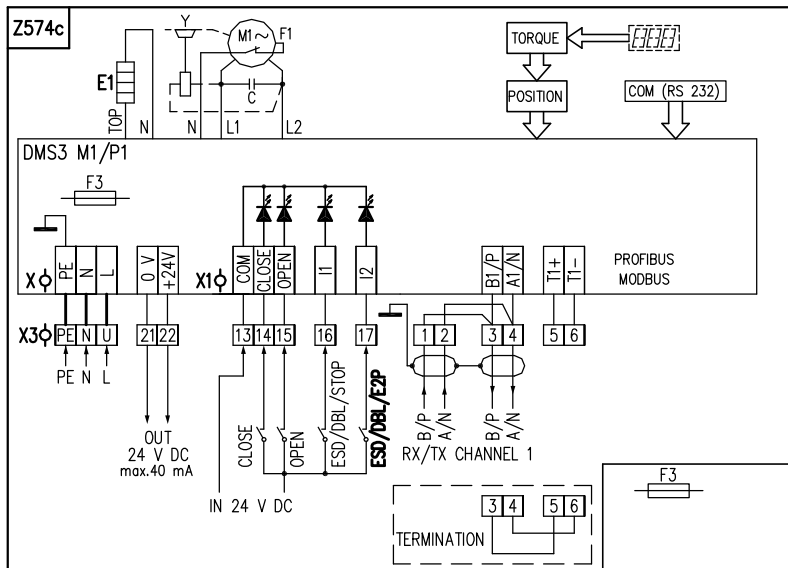 Z574c
Y
M1 ~
F1
E1
C
TOP
N
N
L1
L2
TORQUE
POSITION
COM (RS 232)
DMS3 M1/P1
F3
X
PE
N
L
0 V
+24V
X1
COM
CLOSE
OPEN
I1
I2
B1/P
A1/N
T1+
T1-
PROFIBUS
MODBUS
X3
PE
N
U
21
22
13
14
15
16
17
1
2
3
4
5
6
PE N L
OUT
24 V DC
max.40 mA
CLOSE
OPEN
ESD/DBL/STOP
ESD/DBL/E2P
IN 24 V DC
B/P
A/N
B/P
A/N
RX/TX CHANNEL 1
TERMINATION
3
4
5
6
F3